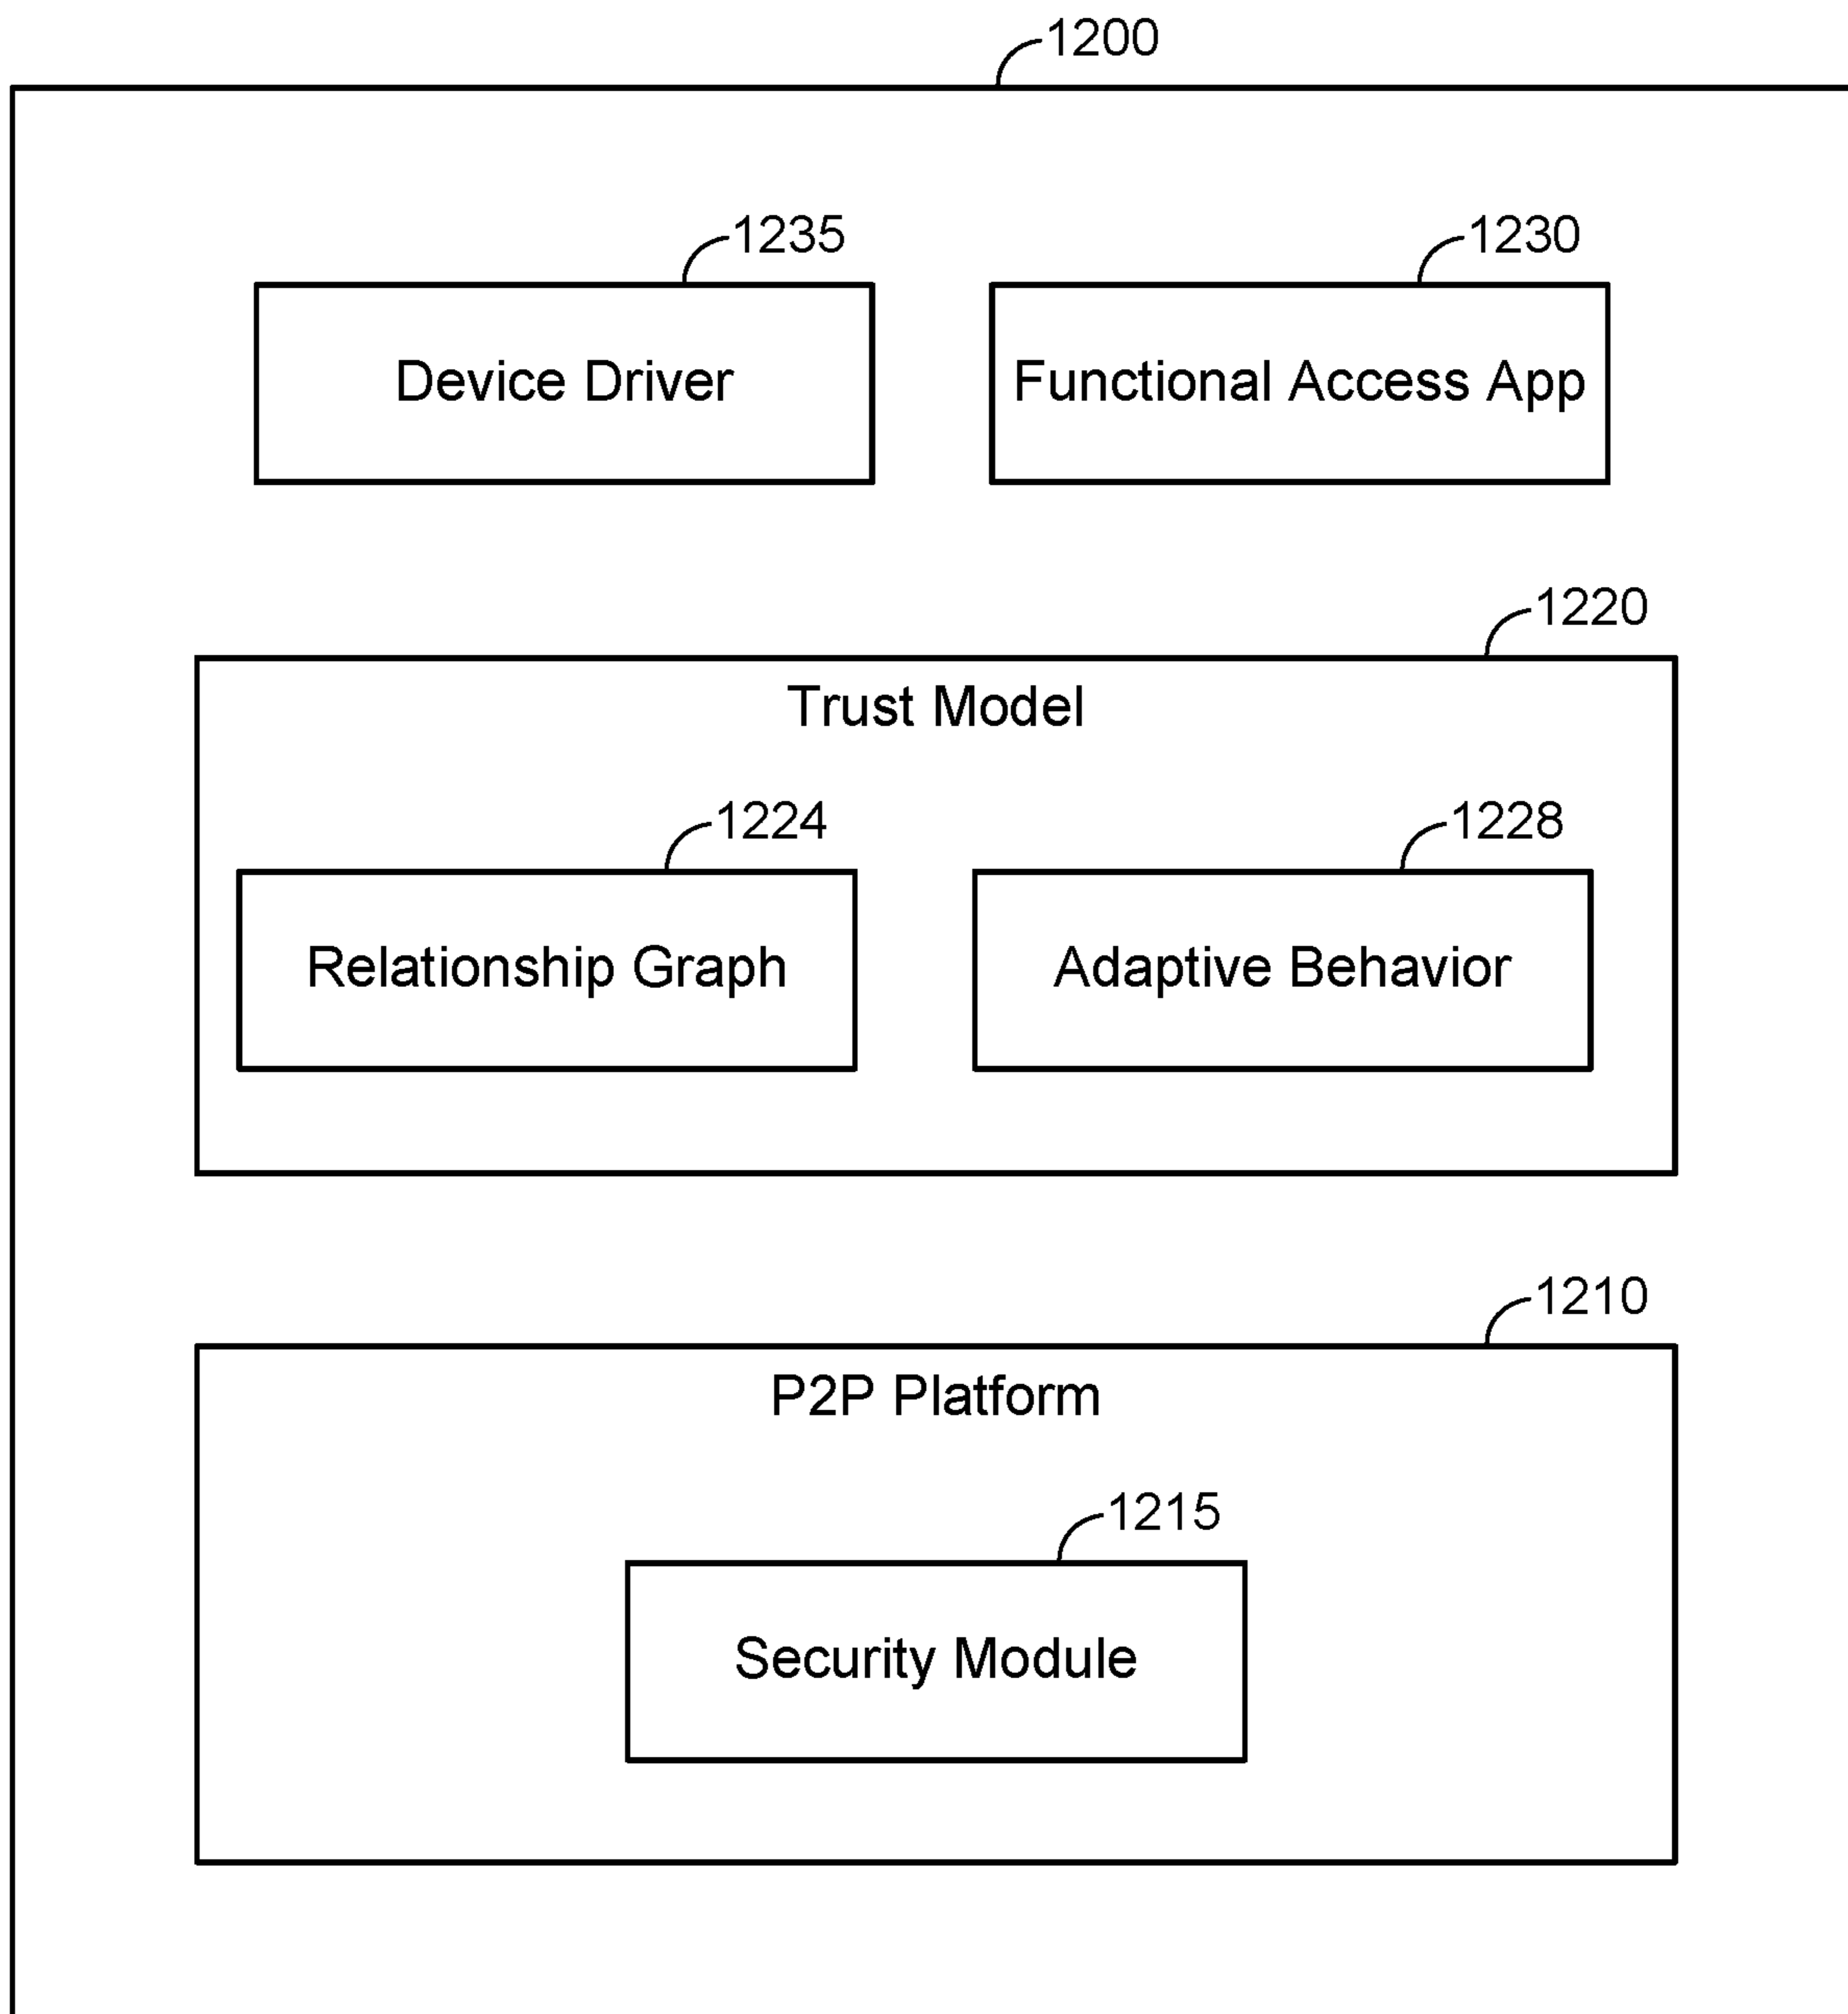 1200
1235
1230
Device Driver
Functional Access App
1220
Trust Model
1224
1228
Relationship Graph
Adaptive Behavior
1210
P2P Platform
1215
Security Module